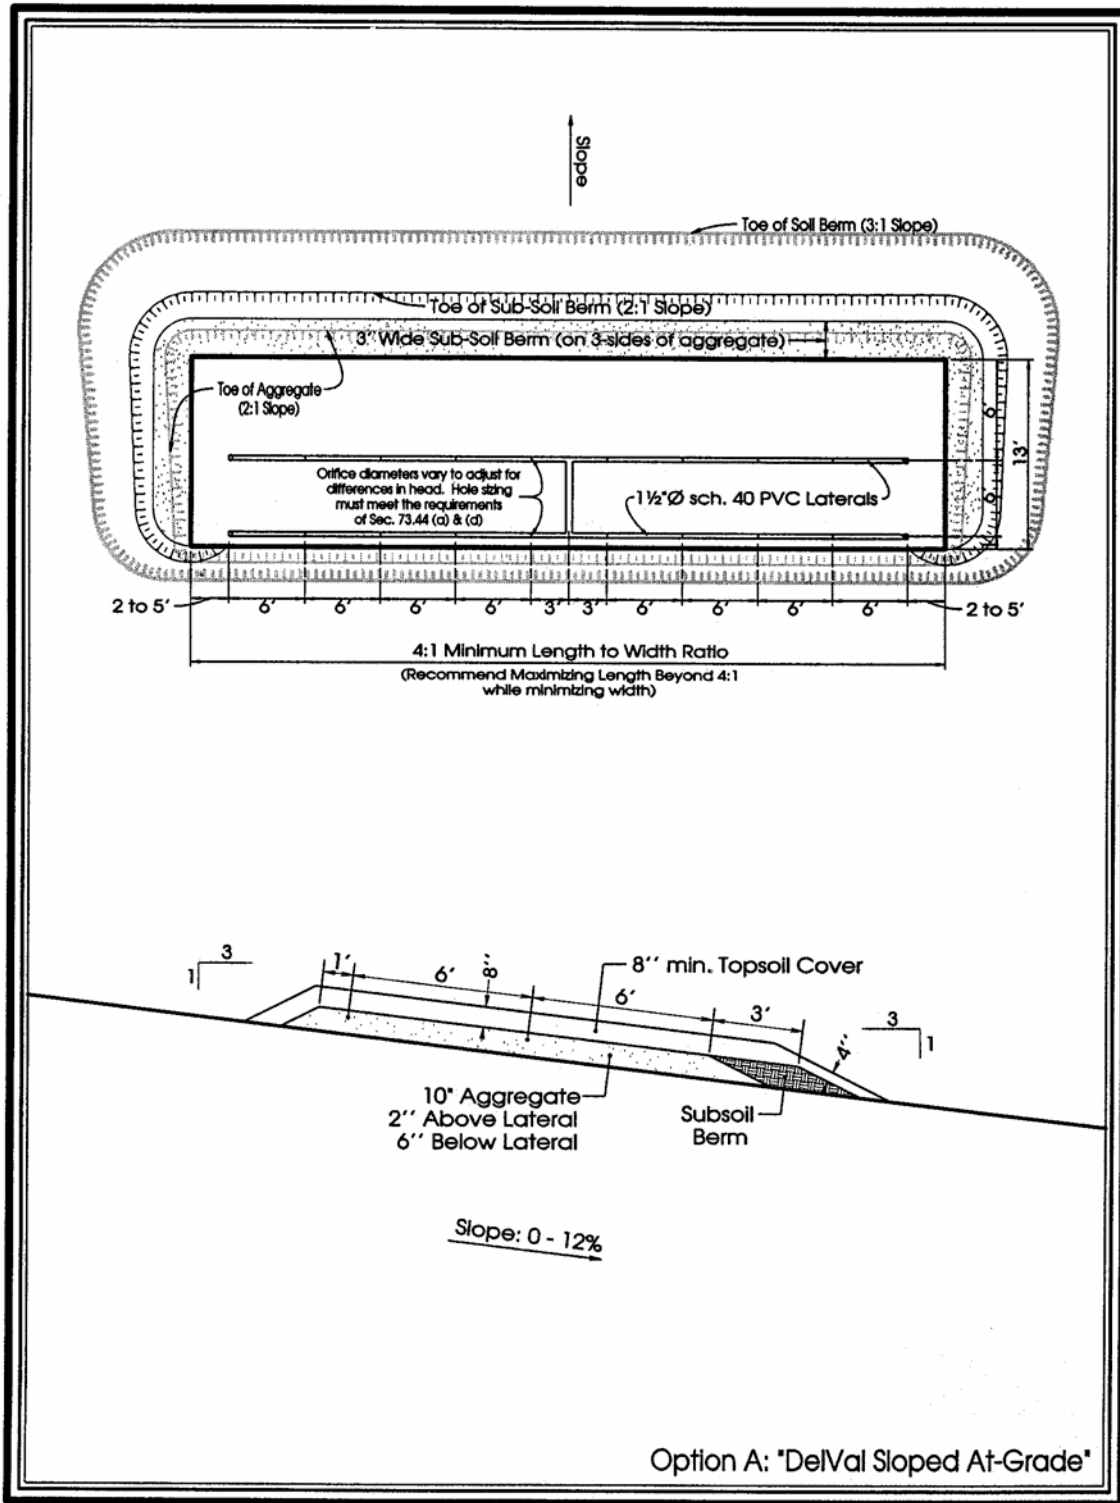 Slope
Toe of Soil Berm (3:1 Slope)
Toe of Sub-Soil Berm (2:1 Slope)
3' Wide Sub-Soil Berm (on 3-sides of aggregate)
Toe of Aggregate
(2:1 Slope)
6'
13'
6'
Orifice diameters vary to adjust for
differences in head. Hole sizing
must meet the requirements
of Sec. 73.44 (a) & (d)
1½"Ø sch. 40 PVC Laterals
2 to 5' 6' 6' 6' 6' 3' 3' 6' 6' 6' 6' 2 to 5'
4:1 Minimum Length to Width Ratio
(Recommend Maximizing Length Beyond 4:1
while minimizing width)
3
1
1'
6'
8''
8'' min. Topsoil Cover
6'
3'
3
1
4''
10" Aggregate
2'' Above Lateral
6'' Below Lateral
Subsoil
Berm
Slope: 0 - 12%
Option A: "DelVal Sloped At-Grade"